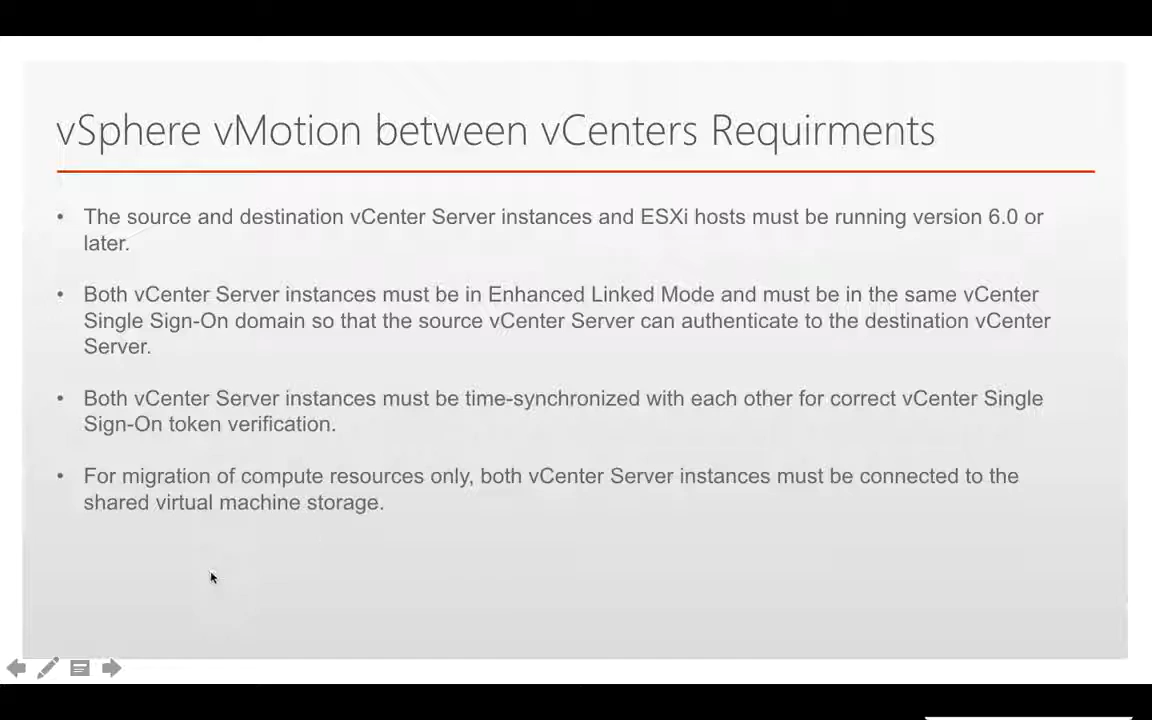 vSphere vMotion between vCenters Requirments
• The source and destination vCenter Server instances and ESXi hosts must be running version 6.0 or
later.
• Both vCenter Server instances must be in Enhanced Linked Mode and must be in the same vCenter
Single Sign-On domain so that the source vCenter Server can authenticate to the destination vCenter
Server.
• Both vCenter Server instances must be time-synchronized with each other for correct vCenter Single
Sign-On token verification.
• For migration of compute resources only, both vCenter Server instances must be connected to the
shared virtual machine storage.